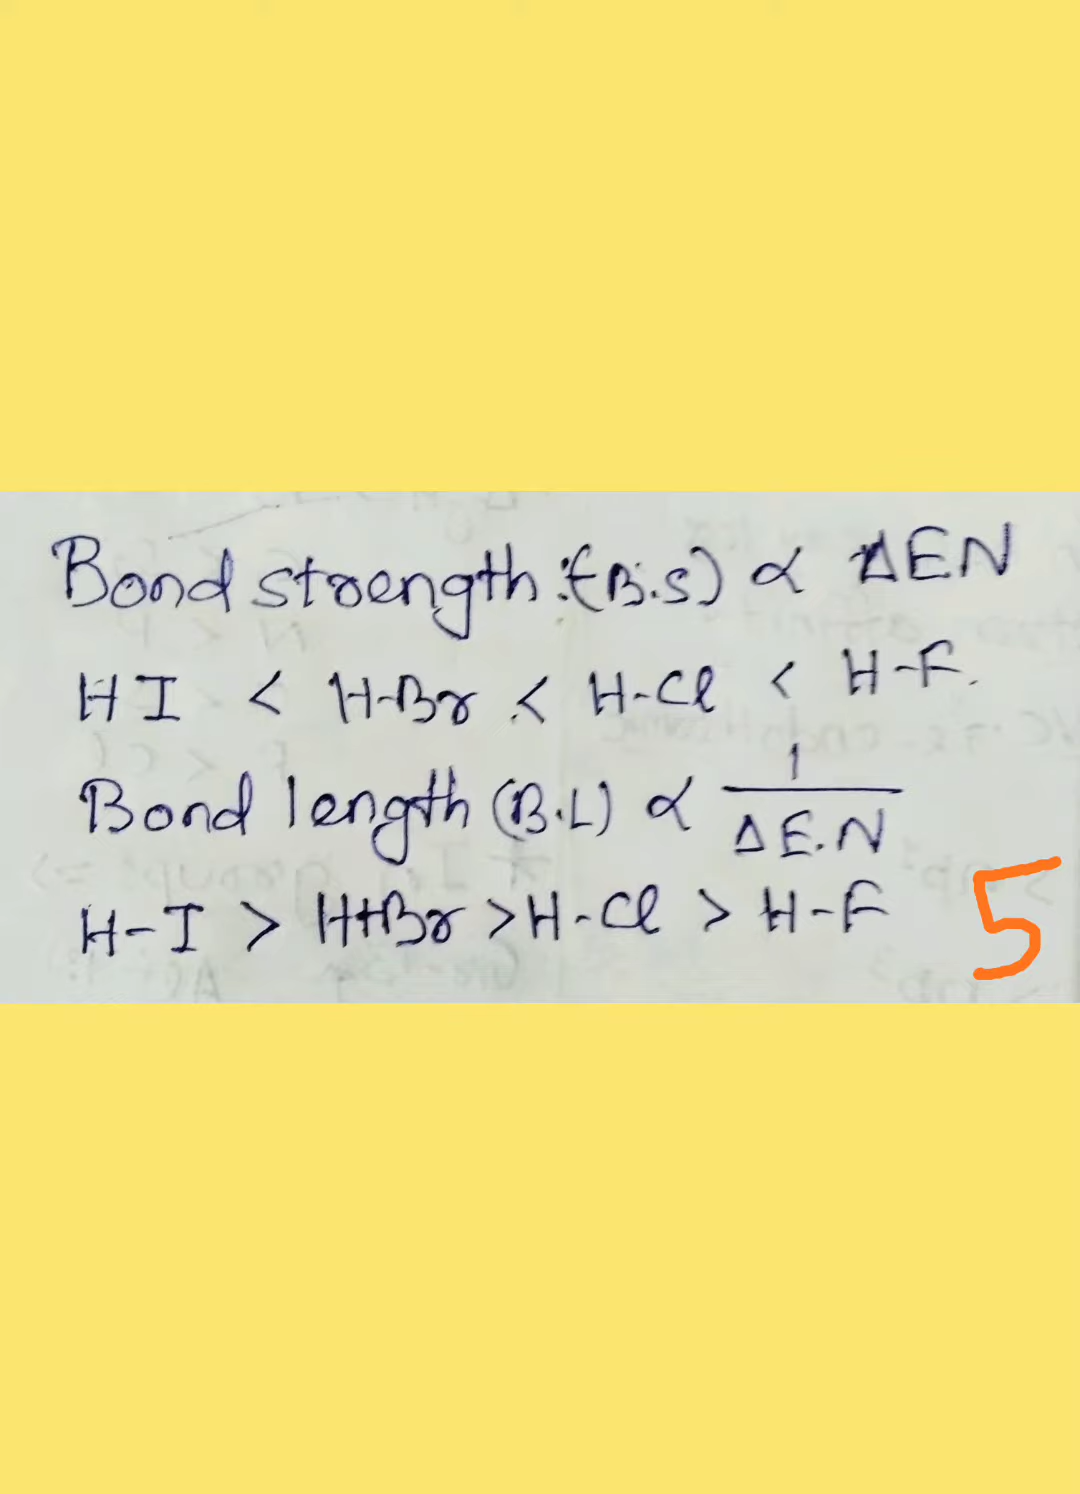 Bond strength :- (B.S) ∝ ΔEN
HI < H-Br < H-Cl < H-F.
Bond length (B.L) ∝ 1/ΔE.N
H-I > H-Br > H-Cl > H-F
5